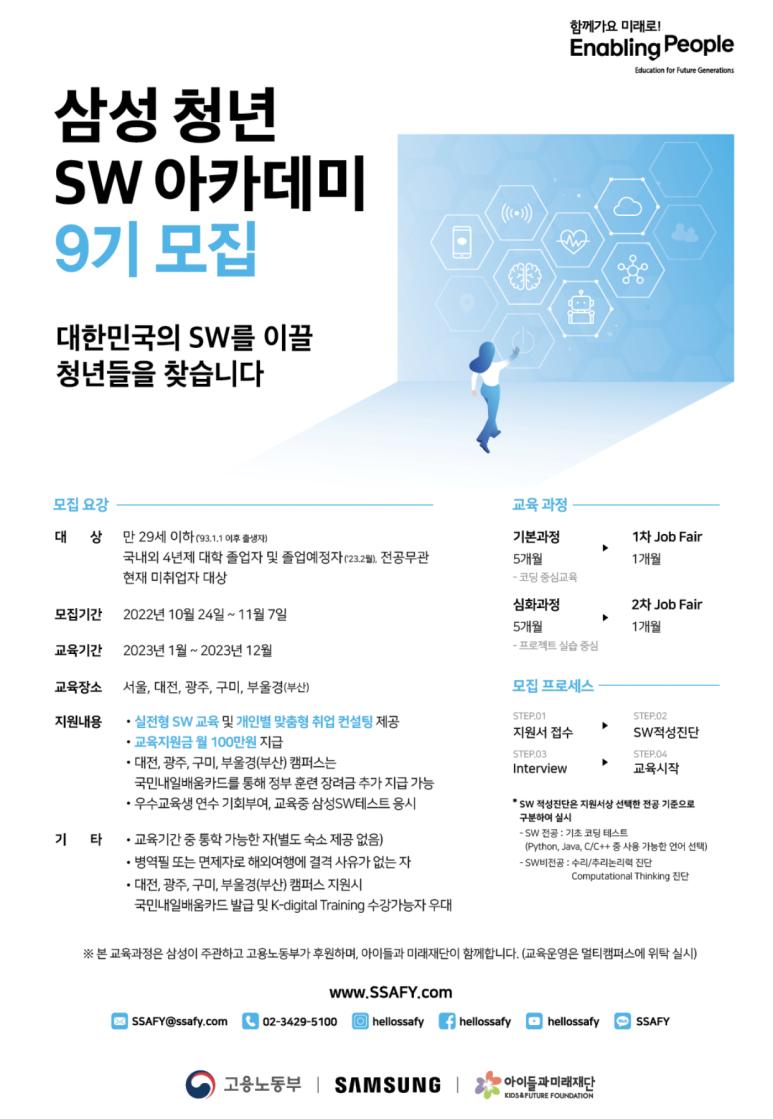 함께가요 미래로!
Enabling People
Education for Future Generations
삼성 청년
SW 아카데미
9기 모집
대한민국의 SW를 이끌
청년들을 찾습니다
모집 요강
대 상 만 29세 이하('93.1.1 이후 출생자)
국내외 4년제 대학 졸업자 및 졸업예정자('23.2월), 전공무관
현재 미취업자 대상
모집기간 2022년 10월 24일 ~ 11월 7일
교육기간 2023년 1월 ~ 2023년 12월
교육장소 서울, 대전, 광주, 구미, 부울경(부산)
지원내용 • 실전형 SW 교육 및 개인별 맞춤형 취업 컨설팅 제공
• 교육지원금 월 100만원 지급
• 대전, 광주, 구미, 부울경(부산) 캠퍼스는
국민내일배움카드를 통해 정부 훈련 장려금 추가 지급 가능
• 우수교육생 연수 기회부여, 교육중 삼성SW테스트 응시
기 타 • 교육기간 중 통학 가능한 자(별도 숙소 제공 없음)
• 병역필 또는 면제자로 해외여행에 결격 사유가 없는 자
• 대전, 광주, 구미, 부울경(부산) 캠퍼스 지원시
국민내일배움카드 발급 및 K-digital Training 수강가능자 우대
교육 과정
기본과정 ▶ 1차 Job Fair
5개월 1개월
- 코딩 중심교육
심화과정 ▶ 2차 Job Fair
5개월 1개월
- 프로젝트 실습 중심
모집 프로세스
STEP.01 STEP.02
지원서 접수 ▶ SW적성진단
STEP.03 STEP.04
Interview ▶ 교육시작
* SW 적성진단은 지원서상 선택한 전공 기준으로
구분하여 실시
- SW 전공 : 기초 코딩 테스트
(Python, Java, C/C++ 중 사용 가능한 언어 선택)
- SW비전공 : 수리/추리논리력 진단
Computational Thinking 진단
※ 본 교육과정은 삼성이 주관하고 고용노동부가 후원하며, 아이들과 미래재단이 함께합니다. (교육운영은 멀티캠퍼스에 위탁 실시)
www.SSAFY.com
SSAFY@ssafy.com 02-3429-5100 hellossafy hellossafy hellossafy SSAFY
고용노동부 | SAMSUNG | 아이들과미래재단
KIDS&FUTURE FOUNDATION